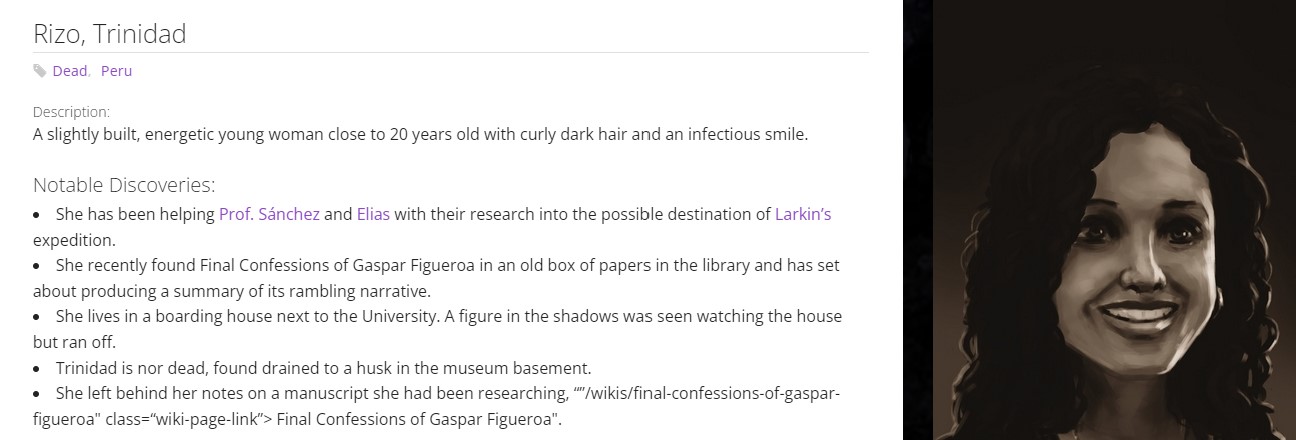 Rizo, Trinidad
Dead, Peru
Description:
A slightly built, energetic young woman close to 20 years old with curly dark hair and an infectious smile.
Notable Discoveries:
• She has been helping Prof. Sánchez and Elias with their research into the possible destination of Larkin’s
expedition.
• She recently found Final Confessions of Gaspar Figueroa in an old box of papers in the library and has set
about producing a summary of its rambling narrative.
• She lives in a boarding house next to the University. A figure in the shadows was seen watching the house
but ran off.
• Trinidad is nor dead, found drained to a husk in the museum basement.
• She left behind her notes on a manuscript she had been researching, “”/wikis/final-confessions-of-gaspar-
figueroa" class=“wiki-page-link”> Final Confessions of Gaspar Figueroa".